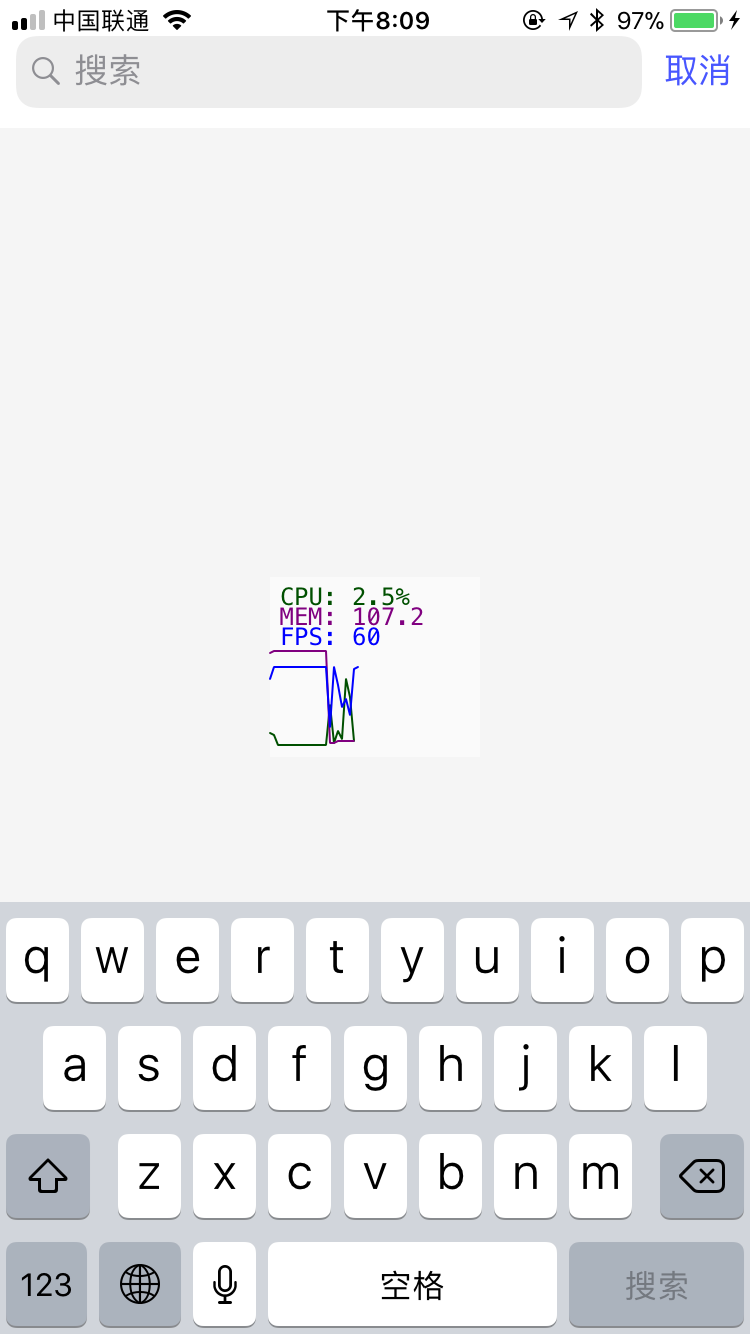 中国联通 下午8:09 97%
搜索 取消
CPU: 2.5%
MEM: 107.2
FPS: 60
q w e r t y u i o p
a s d f g h j k l
z x c v b n m
123 空格 搜索